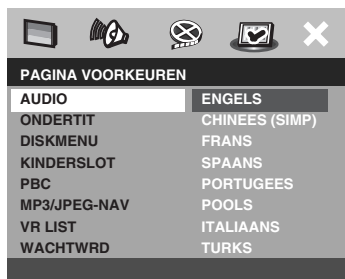 PAGINA VOORKEUREN
AUDIO ENGELS
ONDERTIT CHINEES (SIMP)
DISKMENU FRANS
KINDERSLOT SPAANS
PBC PORTUGEES
MP3/JPEG-NAV POOLS
VR LIST ITALIAANS
WACHTWRD TURKS